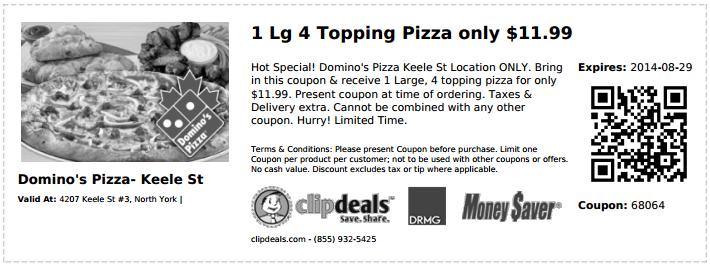 1 Lg 4 Topping Pizza only $11.99
Hot Special! Domino's Pizza Keele St Location ONLY. Bring
in this coupon & receive 1 Large, 4 topping pizza for only
$11.99. Present coupon at time of ordering. Taxes &
Delivery extra. Cannot be combined with any other
coupon. Hurry! Limited Time.
Terms & Conditions: Please present Coupon before purchase. Limit one
Coupon per product per customer; not to be used with other coupons or offers.
No cash value. Discount excludes tax or tip where applicable.
Expires: 2014-08-29
Domino's
Pizza
Domino's Pizza- Keele St
Valid At: 4207 Keele St #3, North York |
clipdeals
save.share.
DRMG
Money $aver
Coupon: 68064
clipdeals.com - (855) 932-5425